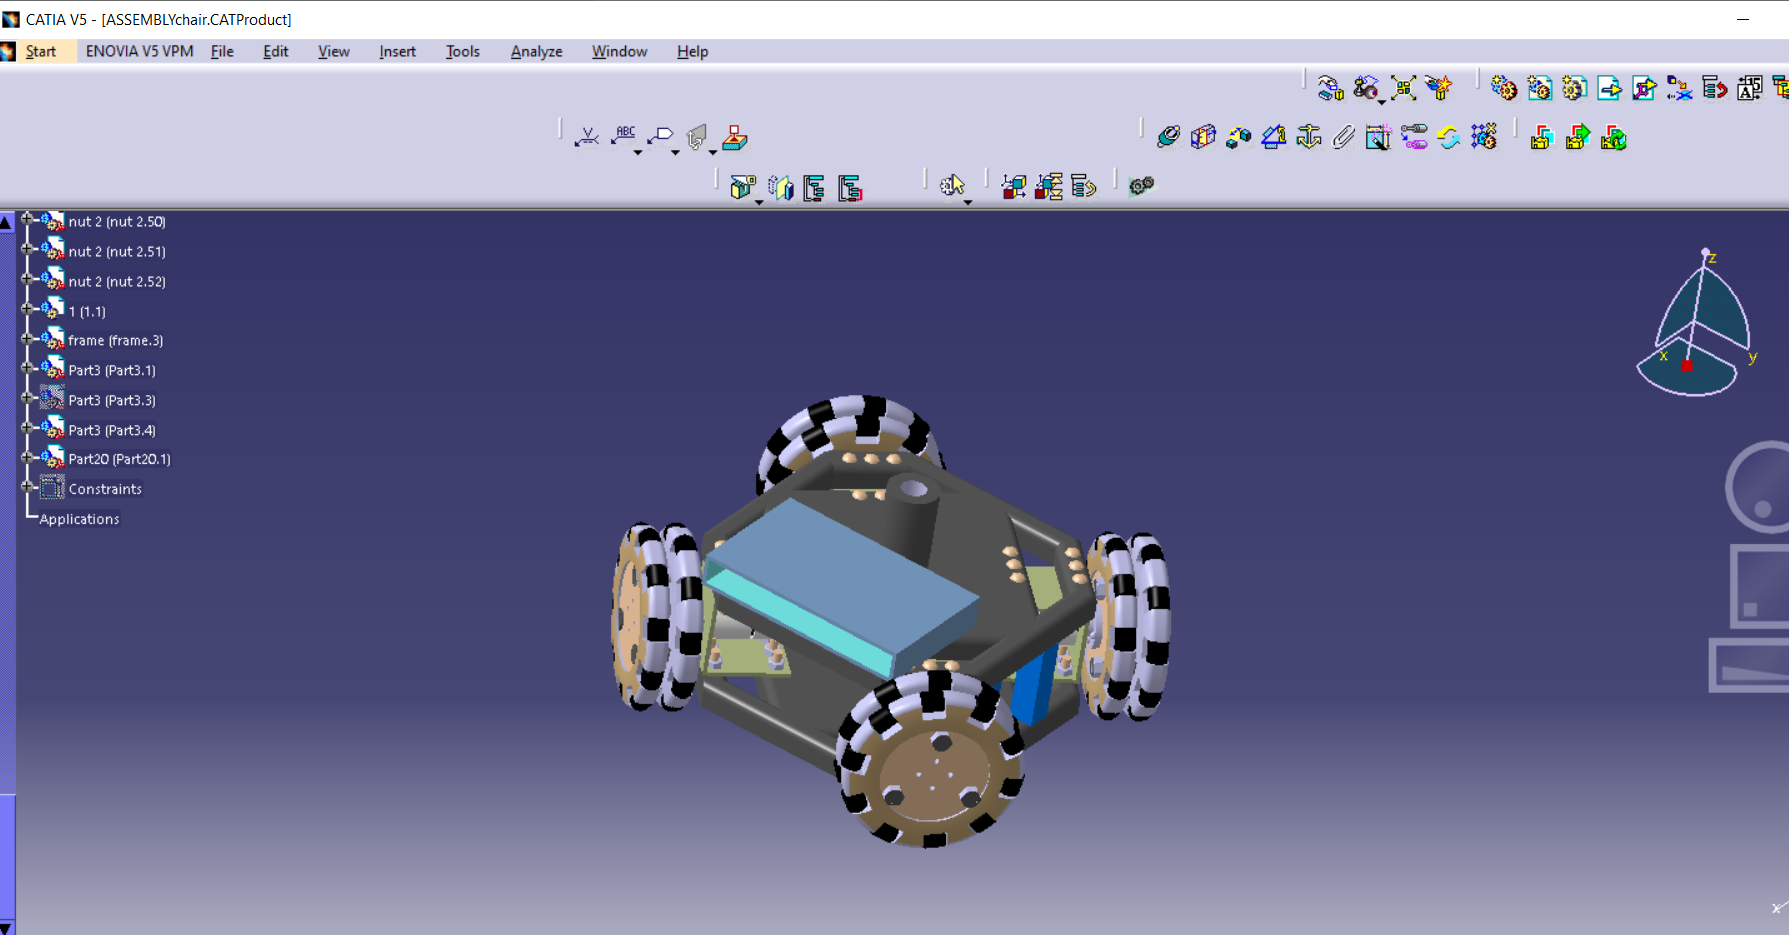 CATIA V5 - [ASSEMBLYchair.CATProduct]
Start ENOVIA V5 VPM File Edit View Insert Tools Analyze Window Help
ABC
nut 2 (nut 2.50)
nut 2 (nut 2.51)
nut 2 (nut 2.52)
1 (1.1)
frame (frame.3)
Part3 (Part3.1)
Part3 (Part3.3)
Part3 (Part3.4)
Part20 (Part20.1)
Constraints
Applications
z
x
y
x